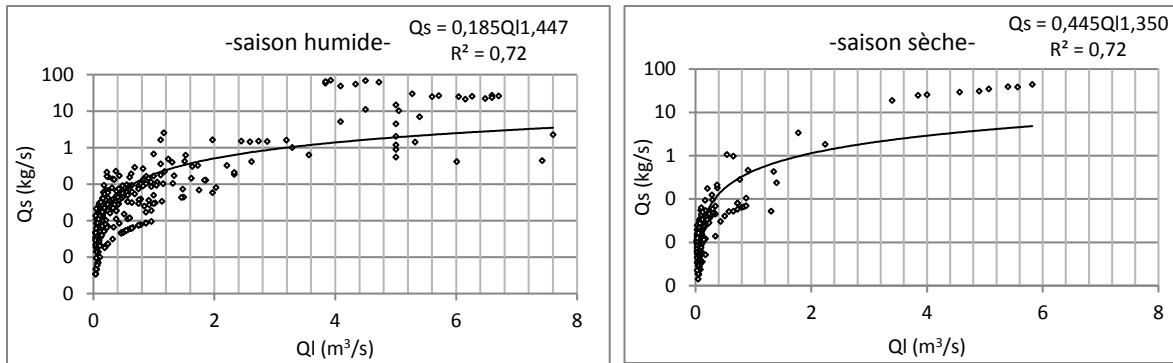 -saison humide-
Qs = 0,185Ql1,447
R² = 0,72
100
10
1
0
0
0
0
Qs (kg/s)
0
2
4
6
8
Ql (m³/s)
-saison sèche-
Qs = 0,445Ql1,350
R² = 0,72
100
10
1
0
0
0
Qs (kg/s)
0
2
4
6
8
Ql (m³/s)